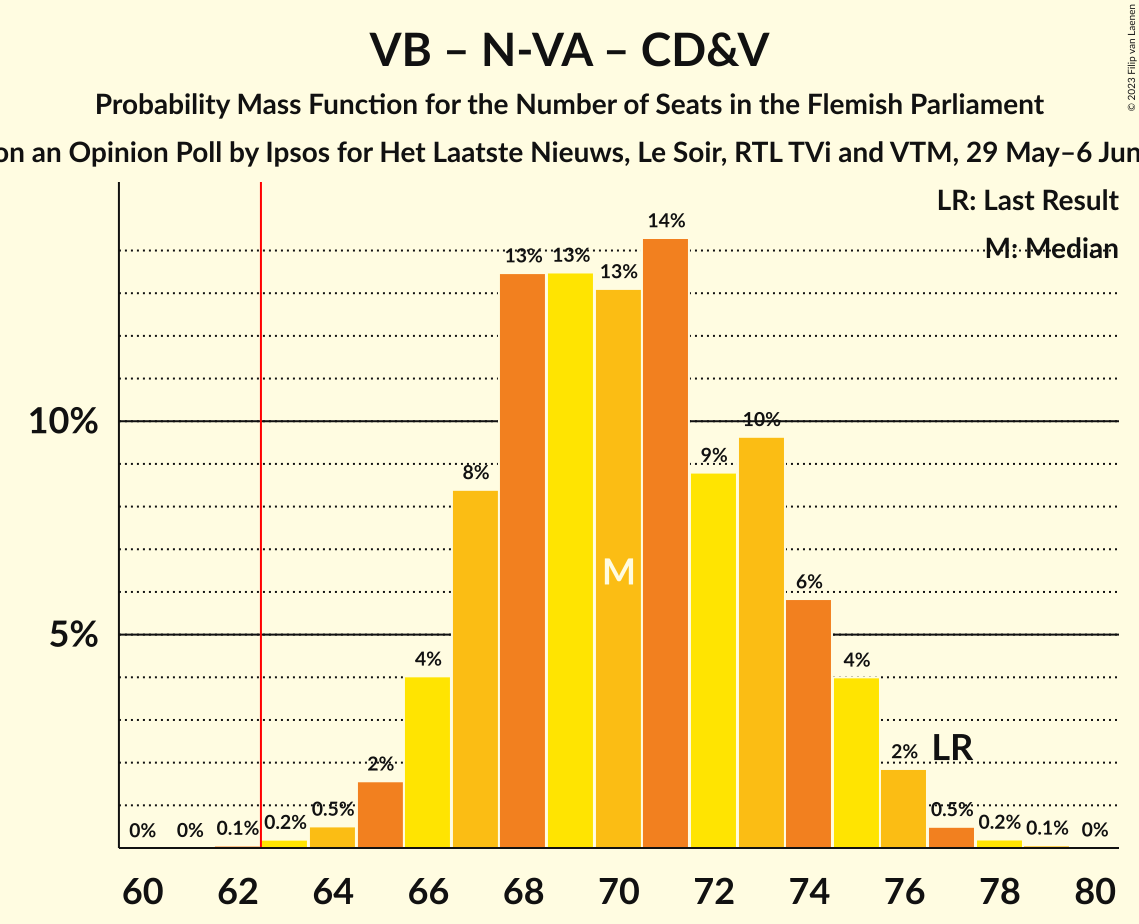 VB – N-VA – CD&V
Probability Mass Function for the Number of Seats in the Flemish Parliament
on an Opinion Poll by Ipsos for Het Laatste Nieuws, Le Soir, RTL TVi and VTM, 29 May–6 Jun
© 2023 Filip van Laenen
LR: Last Result
M: Median
14%
13% 13% 13%
10%
10%
9%
8%
M
6%
5%
4% 4%
LR
2% 2%
0.5% 0.5%
0% 0% 0.1% 0.2% 0.2% 0.1% 0%
60 62 64 66 68 70 72 74 76 78 80